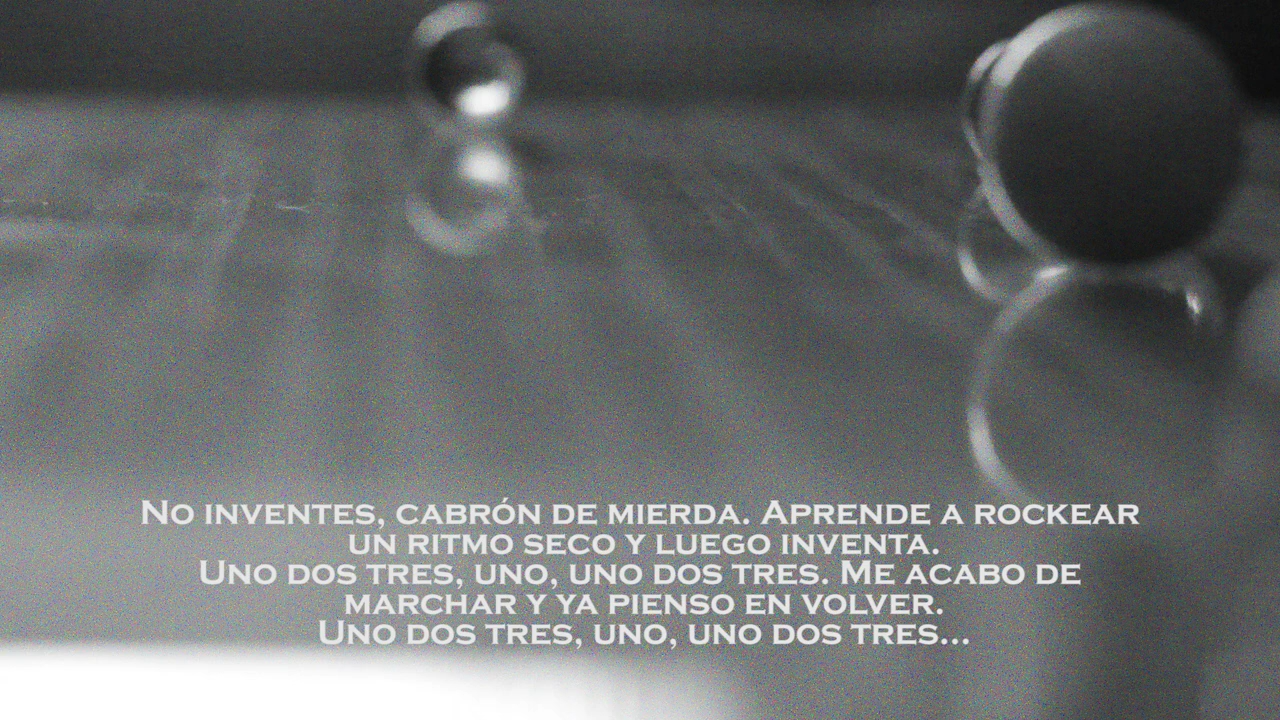 No inventes, cabrón de mierda. Aprende a rockear
un ritmo seco y luego inventa.
Uno dos tres, uno, uno dos tres. Me acabo de
marchar y ya pienso en volver.
Uno dos tres, uno, uno dos tres...